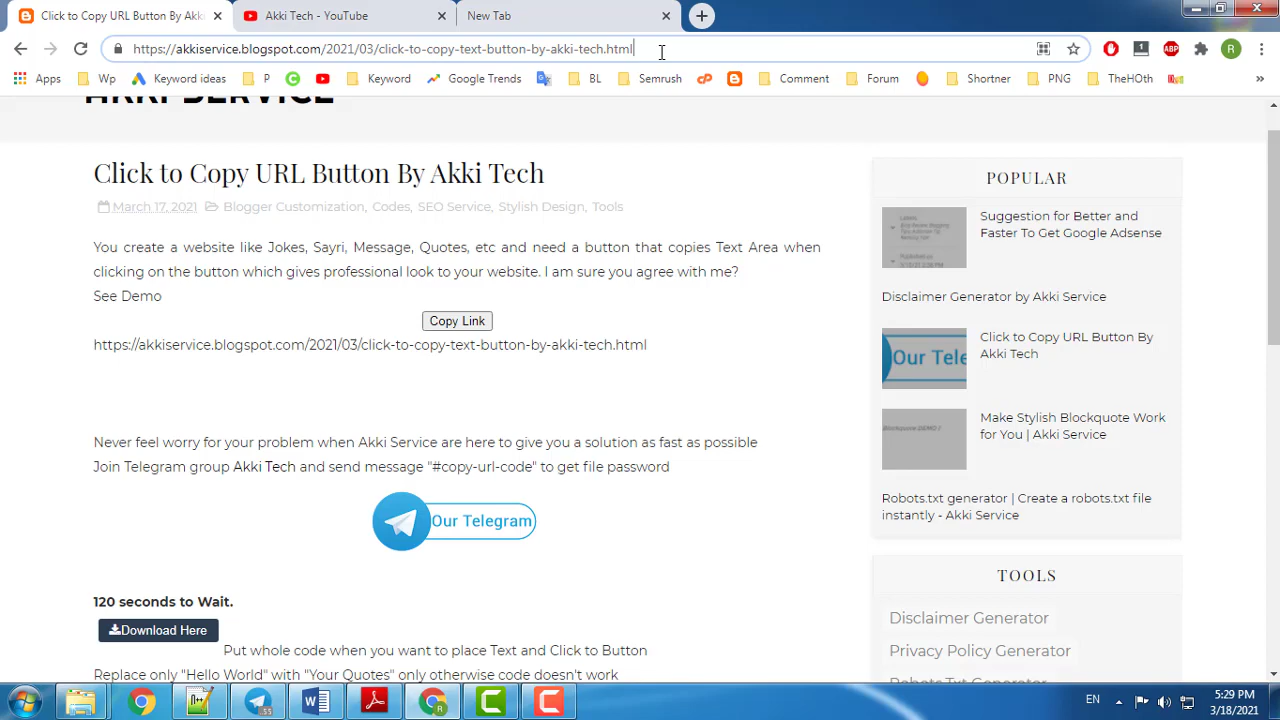 Click to Copy URL Button By Akki
Akki Tech - YouTube
New Tab
https://akkiservice.blogspot.com/2021/03/click-to-copy-text-button-by-akki-tech.html
R
Apps
Wp
Keyword
Google Trends
P
BL
Semrush
Comment
Forum
Shortner
PNG
TheHOth
AKKI SERVICE
Click to Copy URL Button By Akki Tech
March 17, 2021 Blogger Customization, Codes, SEO Service, Stylish Design, Tools
You create a website like Jokes, Sayri, Message, Quotes, etc and need a button that copies Text Area when
clicking on the button which gives professional look to your website. I am sure you agree with me?
See Demo
Copy Link
https://akkiservice.blogspot.com/2021/03/click-to-copy-text-button-by-akki-tech.html
Never feel worry for your problem when Akki Service are here to give you a solution as fast as possible
Join Telegram group Akki Tech and send message "#copy-url-code" to get file password
Our Telegram
120 seconds to Wait.
Download Here
Put whole code when you want to place Text and Click to Button
Replace only "Hello World" with "Your Quotes" only otherwise code doesn't work
POPULAR
Suggestion for Better and
Faster To Get Google Adsense
Disclaimer Generator by Akki Service
Our Tele
Click to Copy URL Button By
Akki Tech
Make Stylish Blockquote Work
for You | Akki Service
Robots.txt generator | Create a robots.txt file
instantly - Akki Service
TOOLS
Disclaimer Generator
Privacy Policy Generator
Robots Txt Generator
EN
5:29 PM
3/18/2021